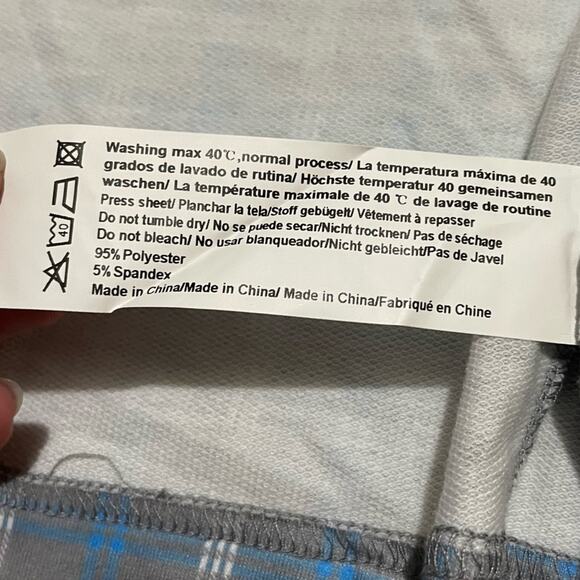 Washing max 40℃,normal process/ La temperatura máxima de 40
grados de lavado de rutina/ Höchste temperatur 40 gemeinsamen
waschen/ La température maximale de 40 ℃ de lavage de routine
Press sheet/ Planchar la tela/Stoff gebügelt/ Vêtement à repasser
Do not tumble dry/ No se puede secar/Nicht trocknen/ Pas de séchage
Do not bleach/ No usar blanqueador/Nicht gebleicht/Pas de Javel
95% Polyester
5% Spandex
Made in China/Made in China/ Made in China/Fabriqué en Chine
40